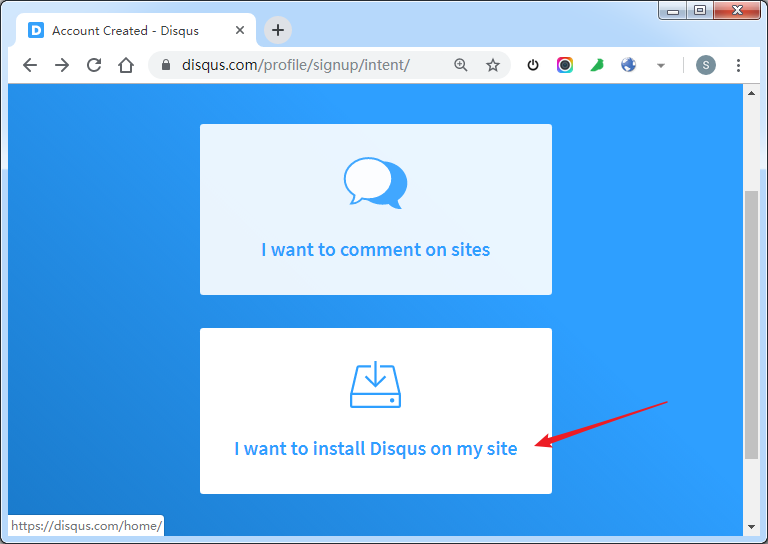 D Account Created - Disqus
disqus.com/profile/signup/intent/
S
I want to comment on sites
I want to install Disqus on my site
https://disqus.com/home/